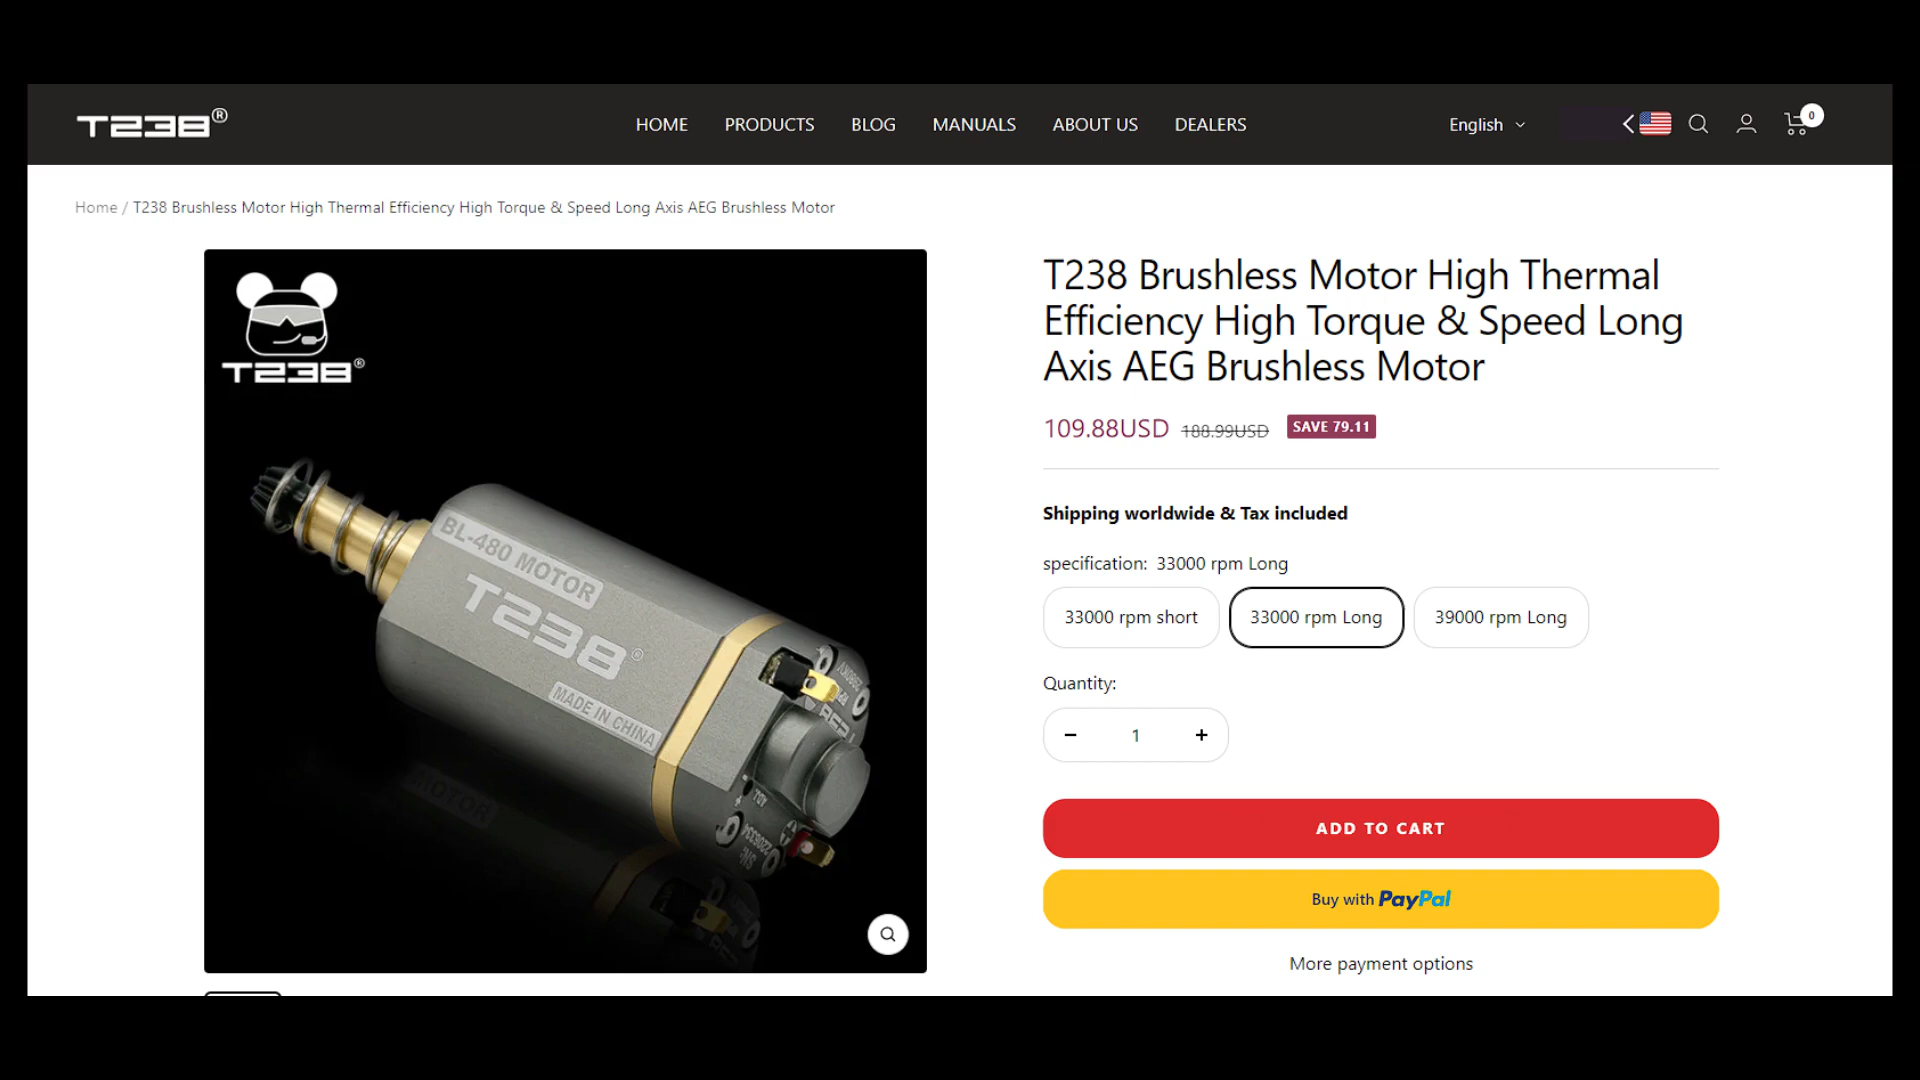 T238®
HOME PRODUCTS BLOG MANUALS ABOUT US DEALERS
English
0
Home / T238 Brushless Motor High Thermal Efficiency High Torque & Speed Long Axis AEG Brushless Motor
T238®
BL-480 MOTOR
T238®
MADE IN CHINA
T238 Brushless Motor High Thermal
Efficiency High Torque & Speed Long
Axis AEG Brushless Motor
109.88USD 188.99USD SAVE 79.11
Shipping worldwide & Tax included
specification: 33000 rpm Long
33000 rpm short 33000 rpm Long 39000 rpm Long
Quantity:
− 1 +
ADD TO CART
Buy with PayPal
More payment options